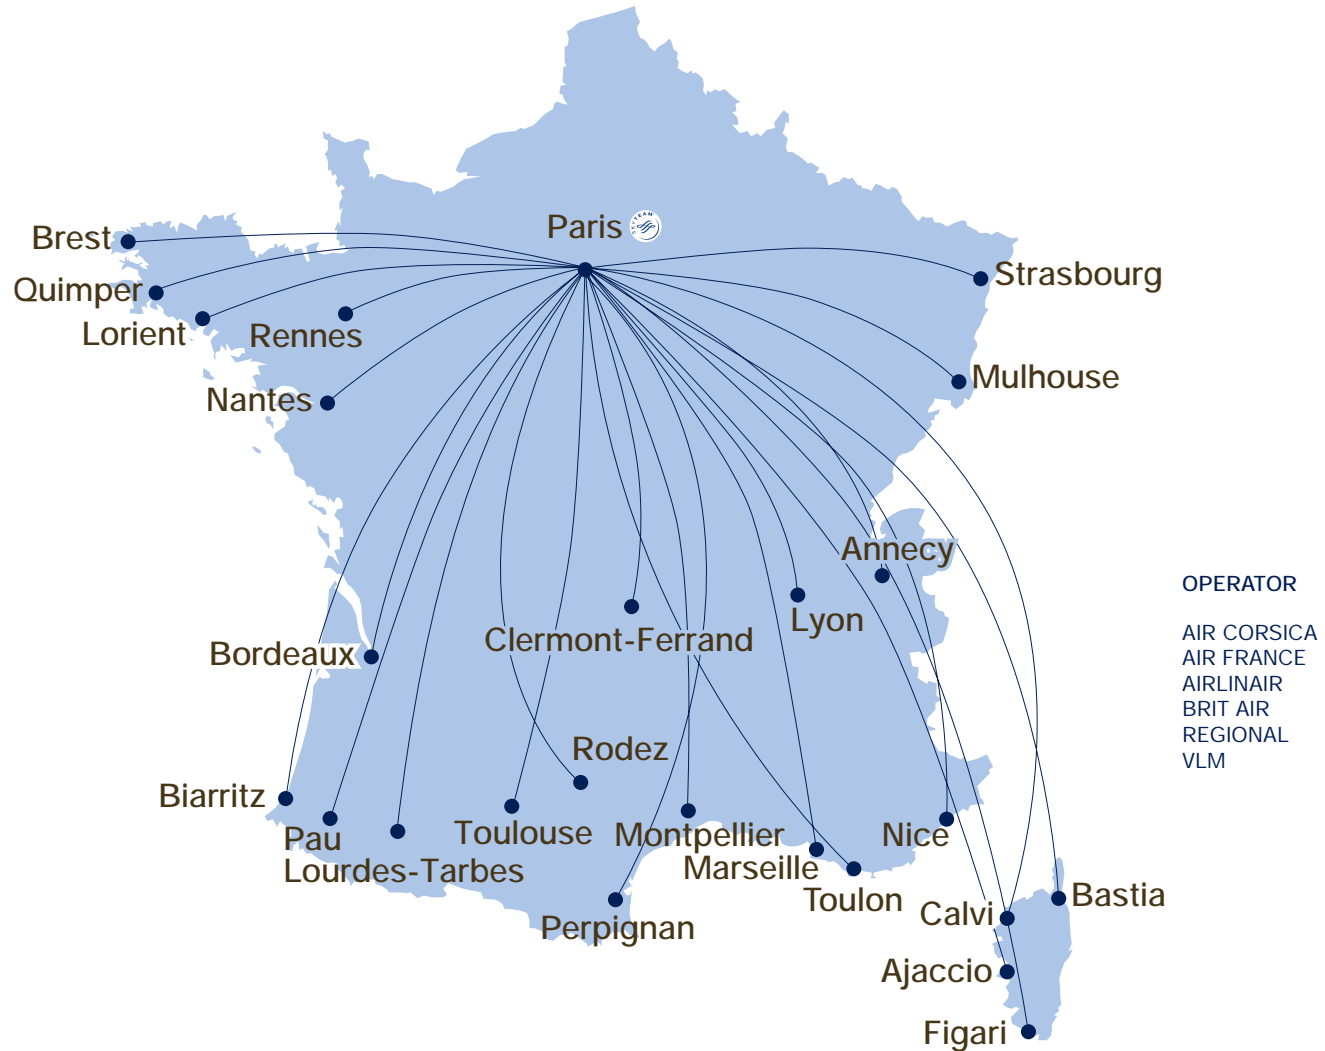 Paris
SKYTEAM
Brest
Strasbourg
Quimper
Lorient
Rennes
Mulhouse
Nantes
Annecy
OPERATOR
Lyon
AIR CORSICA
Clermont-Ferrand
Bordeaux
AIR FRANCE
AIRLINAIR
BRIT AIR
REGIONAL
VLM
Rodez
Biarritz
Pau
Toulouse
Montpellier
Nice
Lourdes-Tarbes
Marseille
Toulon
Bastia
Calvi
Perpignan
Ajaccio
Figari